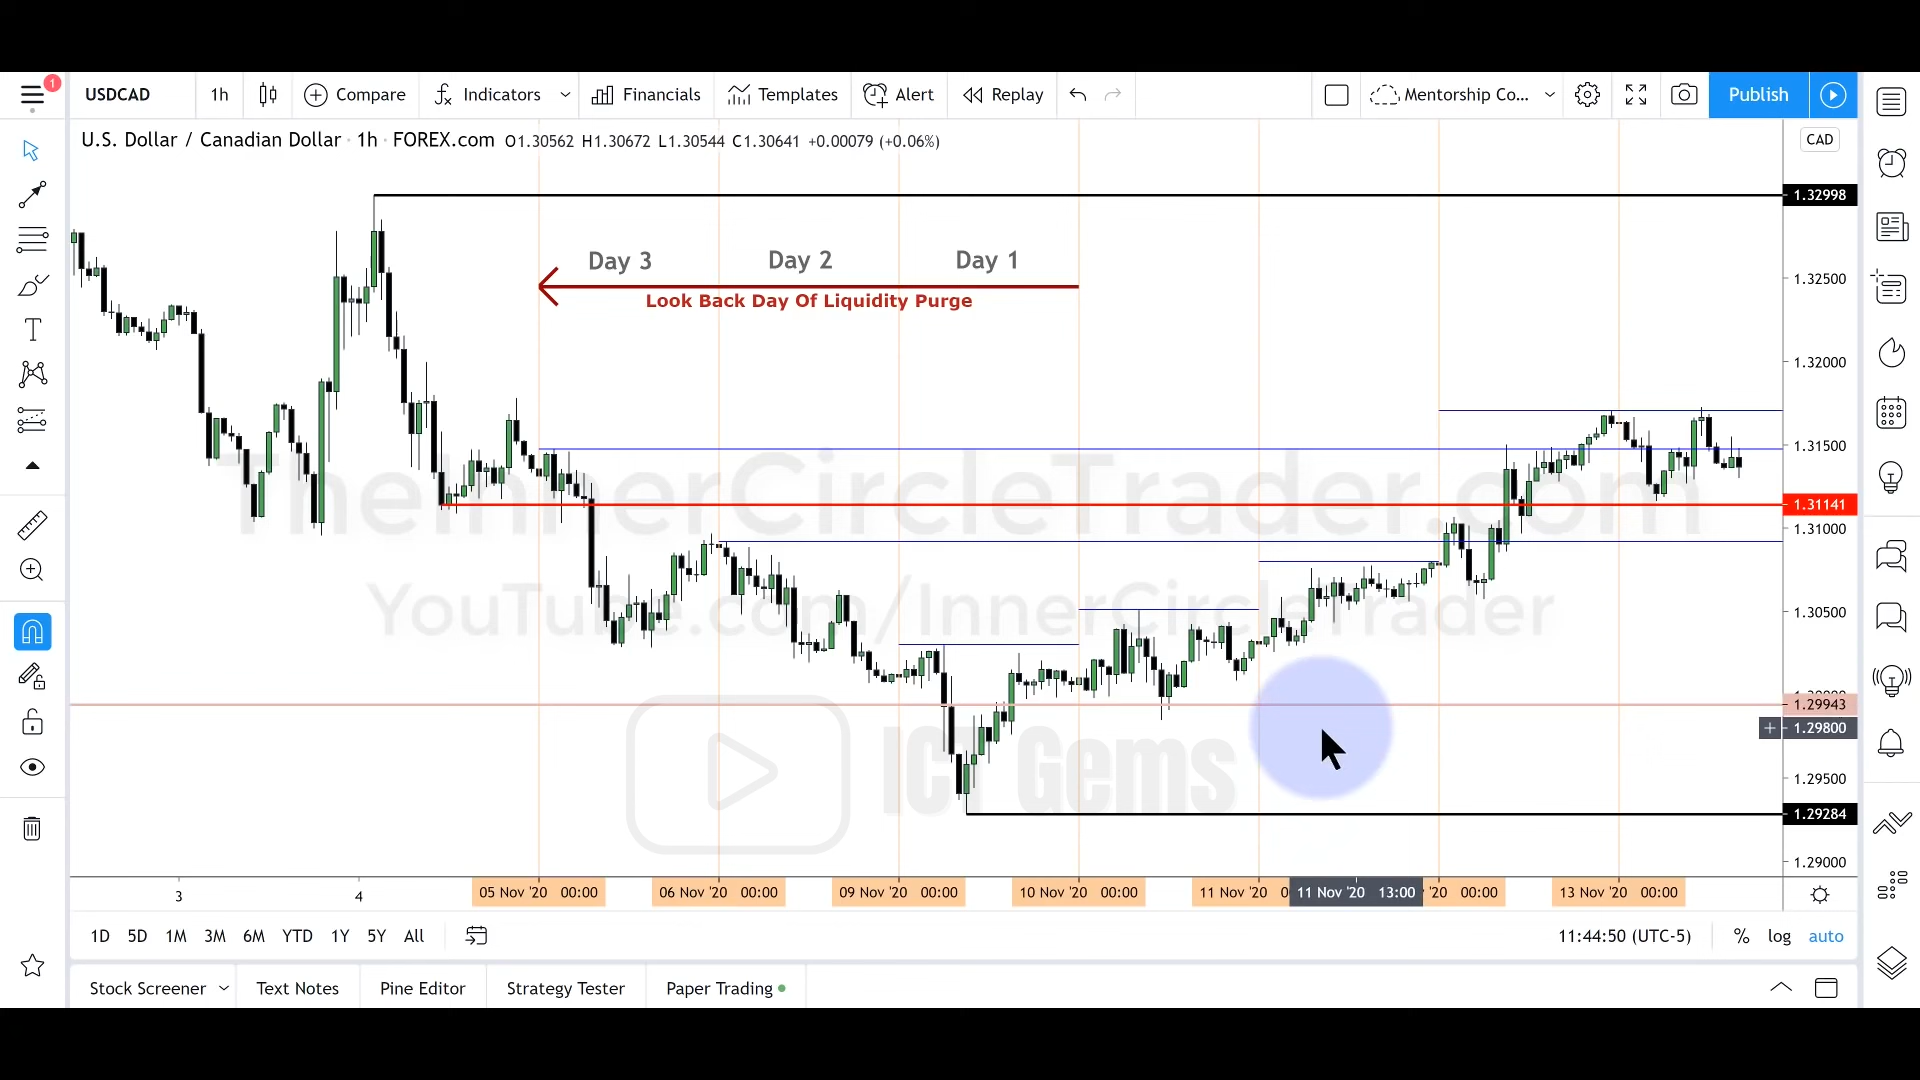 1
USDCAD
1h
Compare
Indicators
Financials
Templates
Alert
Replay
Mentorship Co...
Publish
U.S. Dollar / Canadian Dollar · 1h · FOREX.com O1.30562 H1.30672 L1.30544 C1.30641 +0.00079 (+0.06%)
CAD
1.32998
Day 3 Day 2 Day 1
Look Back Day Of Liquidity Purge
1.32500
1.32000
1.31500
TheInnerCircleTrader.com
1.31141
1.31000
YouTube.com/InnerCircleTrader
1.30500
1.29943
1.29800
ICT Gems
1.29500
1.29284
1.29000
3
4
05 Nov '20 00:00
06 Nov '20 00:00
09 Nov '20 00:00
10 Nov '20 00:00
11 Nov '20
11 Nov '20 13:00
'20 00:00
13 Nov '20 00:00
1D 5D 1M 3M 6M YTD 1Y 5Y All
11:44:50 (UTC-5)
% log auto
Stock Screener
Text Notes
Pine Editor
Strategy Tester
Paper Trading